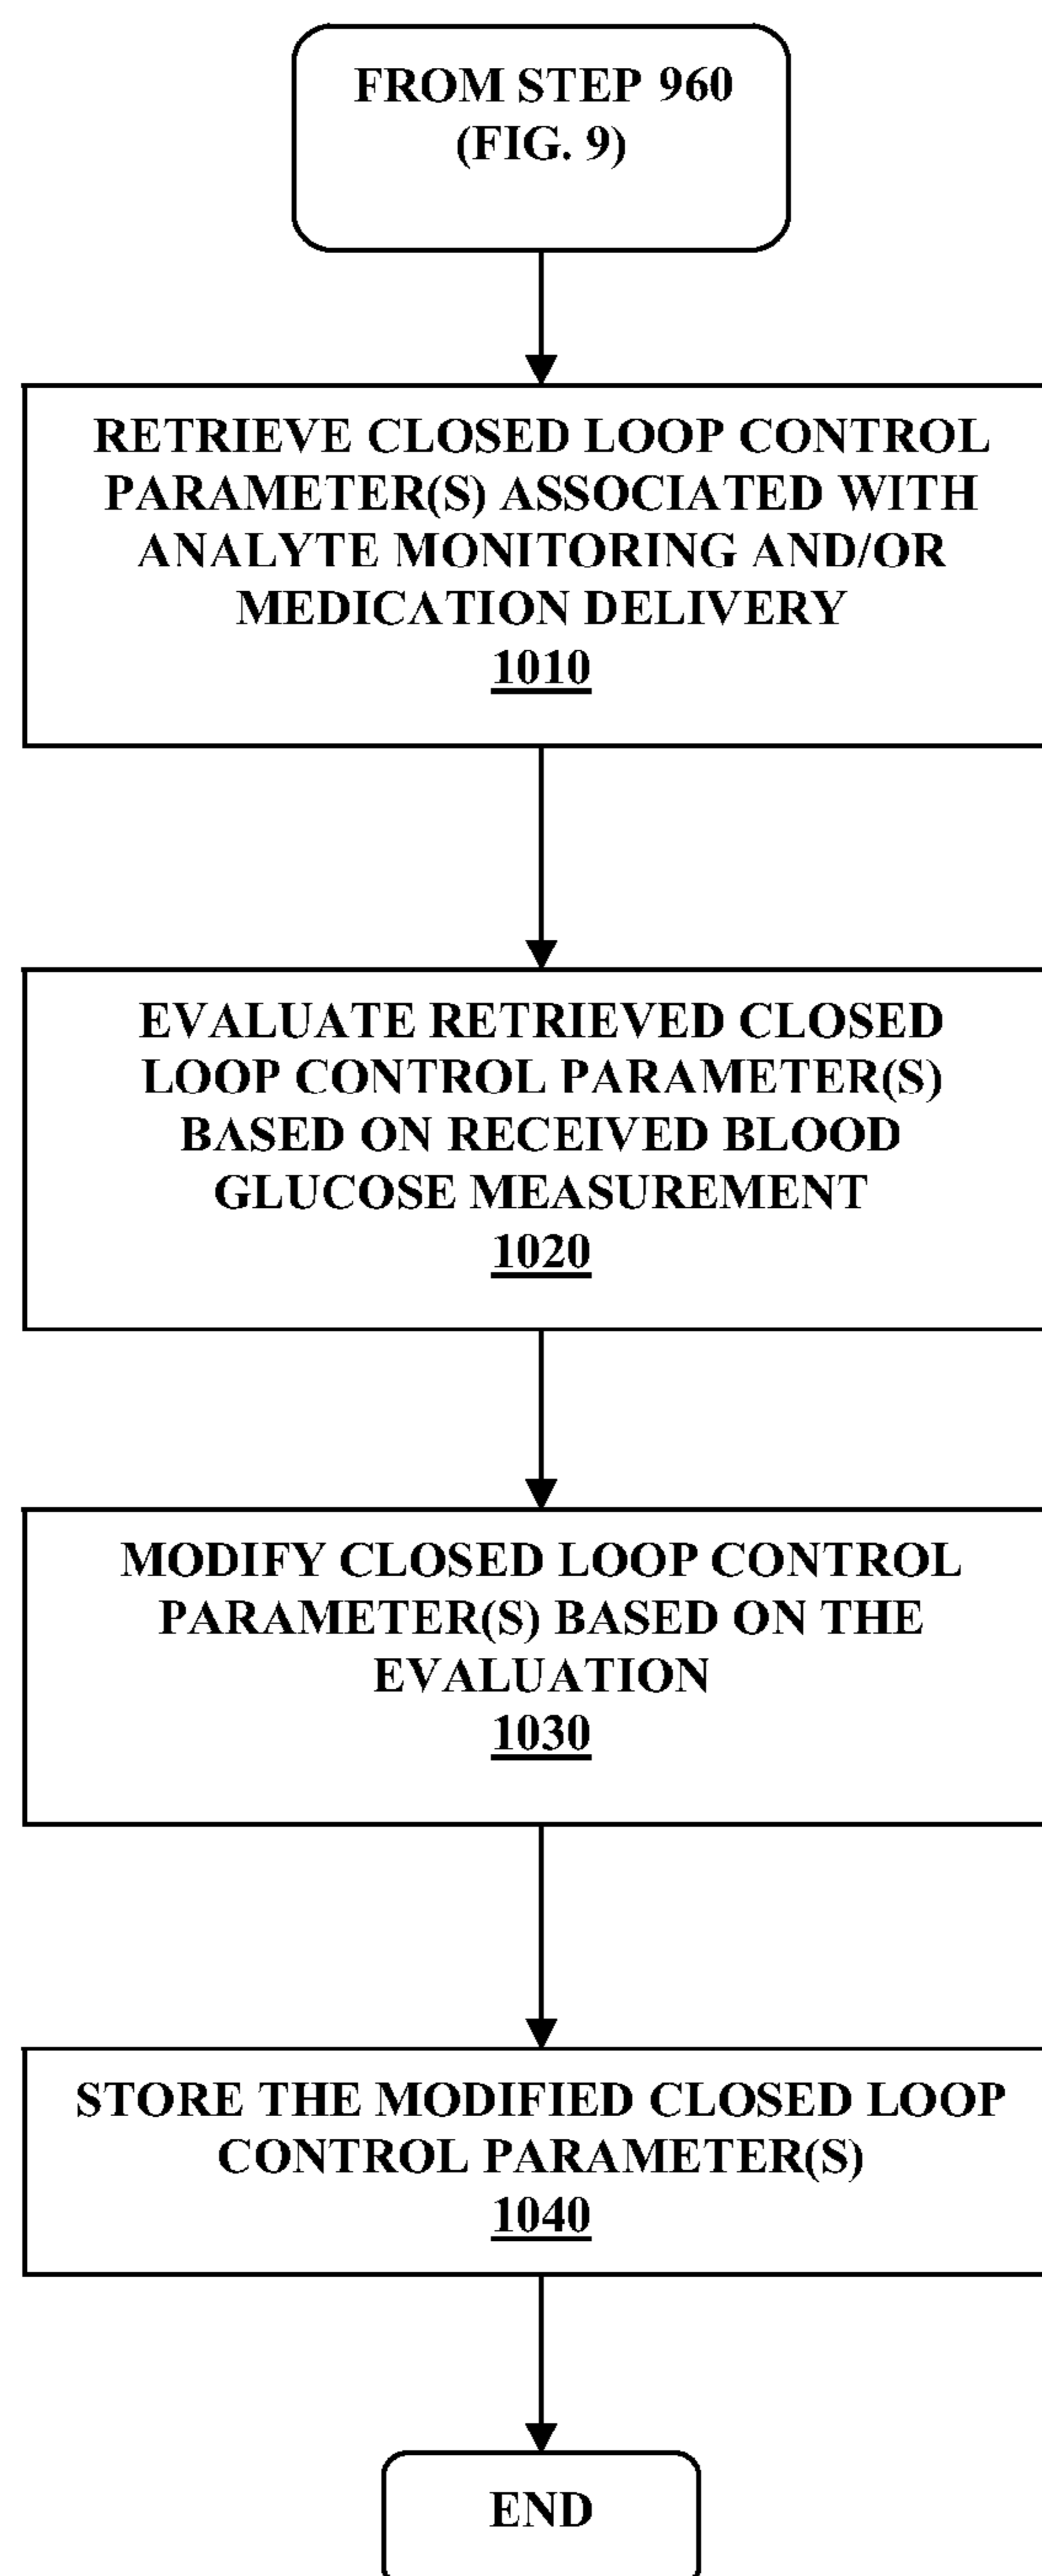 FROM STEP 960
(FIG. 9)
RETRIEVE CLOSED LOOP CONTROL
PARAMETER(S) ASSOCIATED WITH
ANALYTE MONITORING AND/OR
MEDICATION DELIVERY
1010
EVALUATE RETRIEVED CLOSED
LOOP CONTROL PARAMETER(S)
BASED ON RECEIVED BLOOD
GLUCOSE MEASUREMENT
1020
MODIFY CLOSED LOOP CONTROL
PARAMETER(S) BASED ON THE
EVALUATION
1030
STORE THE MODIFIED CLOSED LOOP
CONTROL PARAMETER(S)
1040
END